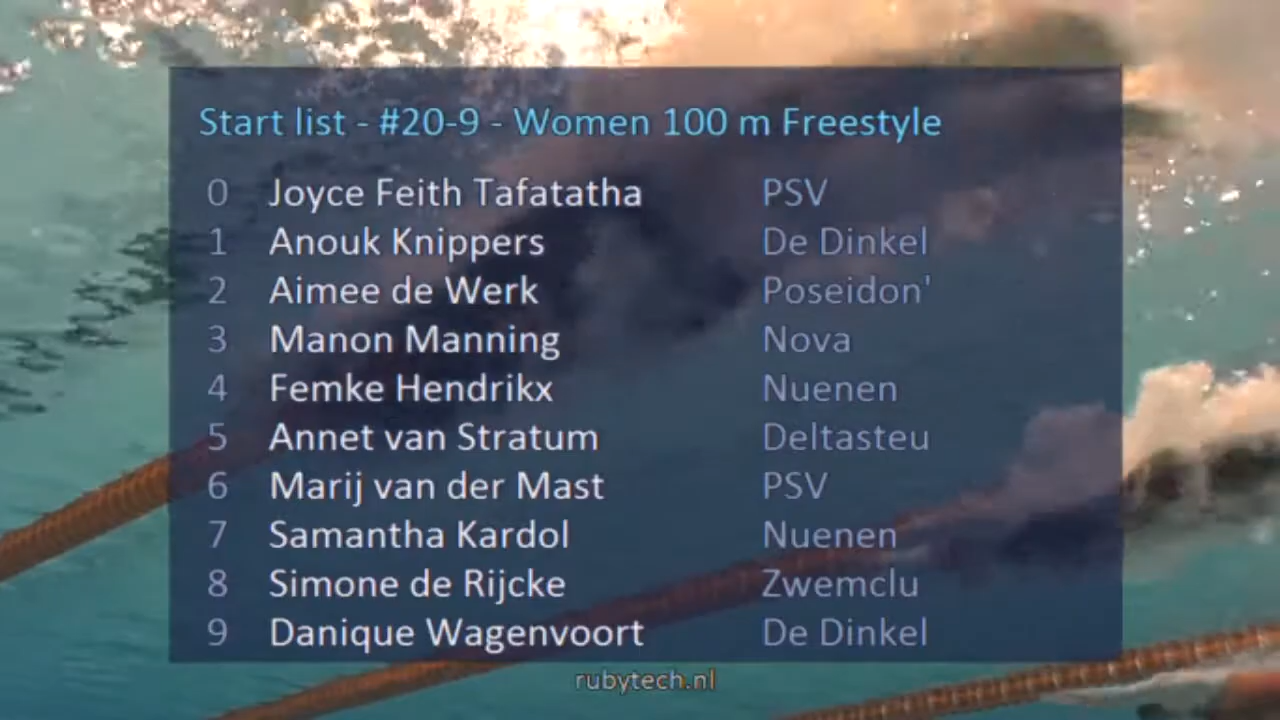 Start list - #20-9 - Women 100 m Freestyle
0 Joyce Feith Tafatatha PSV
1 Anouk Knippers De Dinkel
2 Aimee de Werk Poseidon'
3 Manon Manning Nova
4 Femke Hendrikx Nuenen
5 Annet van Stratum Deltasteu
6 Marij van der Mast PSV
7 Samantha Kardol Nuenen
8 Simone de Rijcke Zwemclu
9 Danique Wagenvoort De Dinkel
rubytech.nl